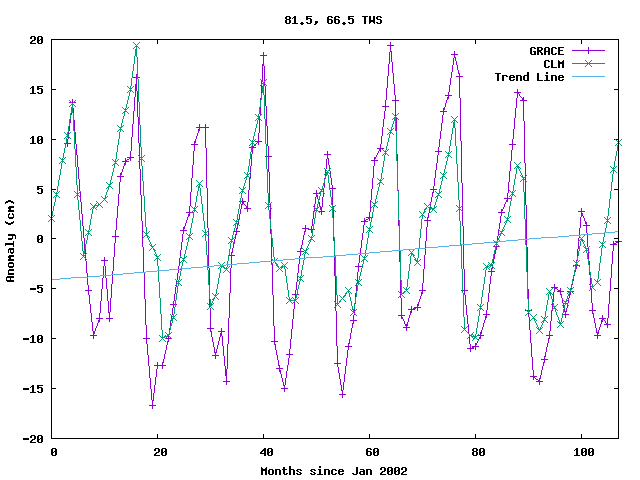 81.5, 66.5 TWS
GRACE
CLM
Trend Line
20
15
10
5
0
-5
-10
-15
-20
Anomaly (cm)
0 20 40 60 80 100
Months since Jan 2002